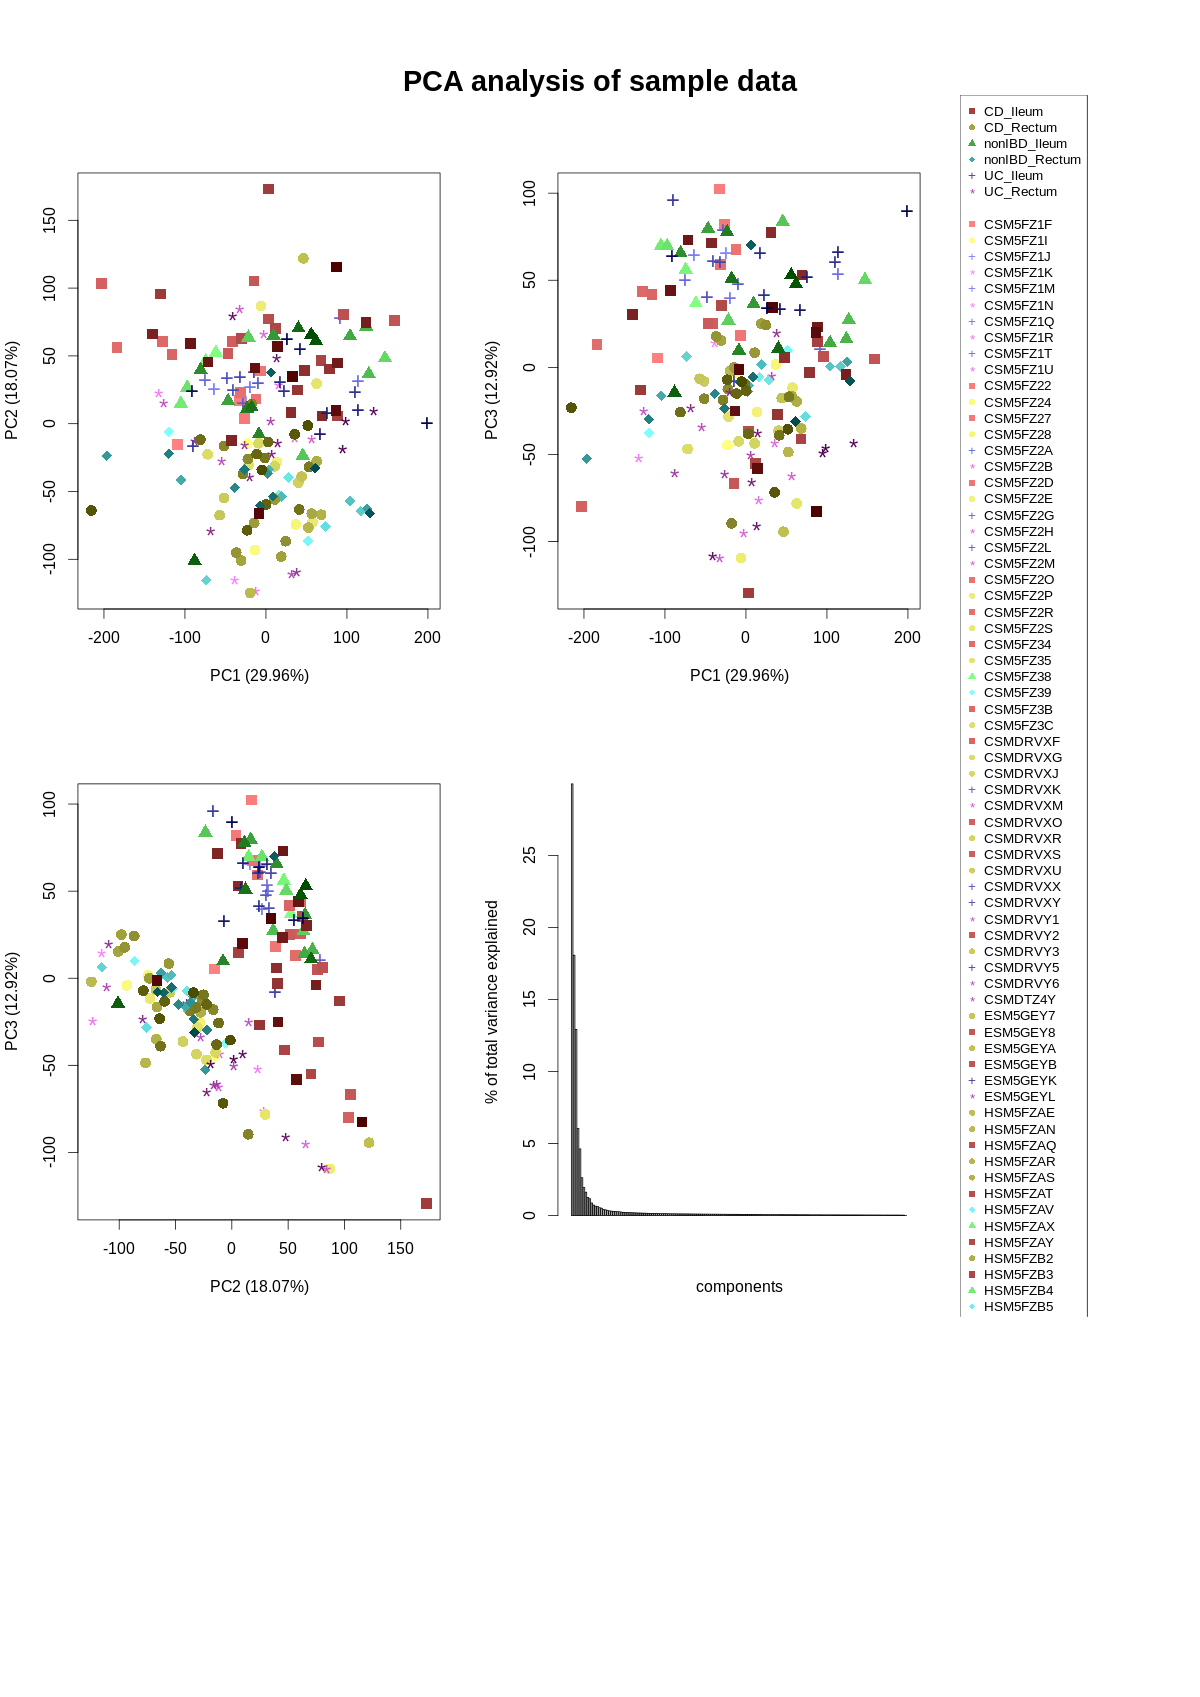 PCA analysis of sample data
PC2 (18.07%)
-100
-50
0
50
100
150
-200
-100
0
100
200
PC1 (29.96%)
PC3 (12.92%)
-100
-50
0
50
100
-200
-100
0
100
200
PC1 (29.96%)
PC3 (12.92%)
-100
-50
0
50
100
-100
-50
0
50
100
150
PC2 (18.07%)
% of total variance explained
0
5
10
15
20
25
components
CD_Ileum
CD_Rectum
nonIBD_Ileum
nonIBD_Rectum
UC_Ileum
UC_Rectum
CSM5FZ1F
CSM5FZ1I
CSM5FZ1J
CSM5FZ1K
CSM5FZ1M
CSM5FZ1N
CSM5FZ1Q
CSM5FZ1R
CSM5FZ1T
CSM5FZ1U
CSM5FZ22
CSM5FZ24
CSM5FZ27
CSM5FZ28
CSM5FZ2A
CSM5FZ2B
CSM5FZ2D
CSM5FZ2E
CSM5FZ2G
CSM5FZ2H
CSM5FZ2L
CSM5FZ2M
CSM5FZ2O
CSM5FZ2P
CSM5FZ2R
CSM5FZ2S
CSM5FZ34
CSM5FZ35
CSM5FZ38
CSM5FZ39
CSM5FZ3B
CSM5FZ3C
CSMDRVXF
CSMDRVXG
CSMDRVXJ
CSMDRVXK
CSMDRVXM
CSMDRVXO
CSMDRVXR
CSMDRVXS
CSMDRVXU
CSMDRVXX
CSMDRVXY
CSMDRVY1
CSMDRVY2
CSMDRVY3
CSMDRVY5
CSMDRVY6
CSMDTZ4Y
ESM5GEY7
ESM5GEY8
ESM5GEYA
ESM5GEYB
ESM5GEYK
ESM5GEYL
HSM5FZAE
HSM5FZAN
HSM5FZAQ
HSM5FZAR
HSM5FZAS
HSM5FZAT
HSM5FZAV
HSM5FZAX
HSM5FZAY
HSM5FZB2
HSM5FZB3
HSM5FZB4
HSM5FZB5